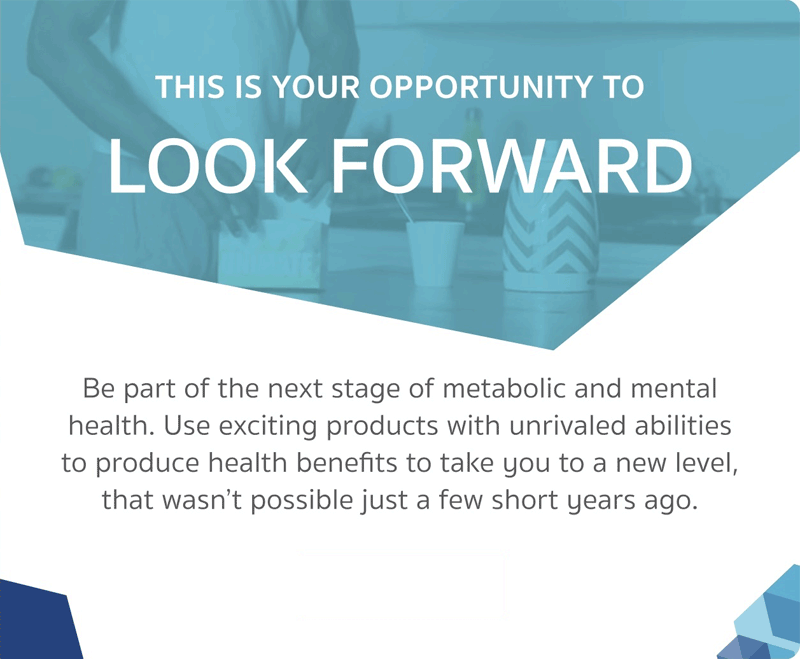 THIS IS YOUR OPPORTUNITY TO
LOOK FORWARD
Be part of the next stage of metabolic and mental
health. Use exciting products with unrivaled abilities
to produce health benefits to take you to a new level,
that wasn’t possible just a few short years ago.